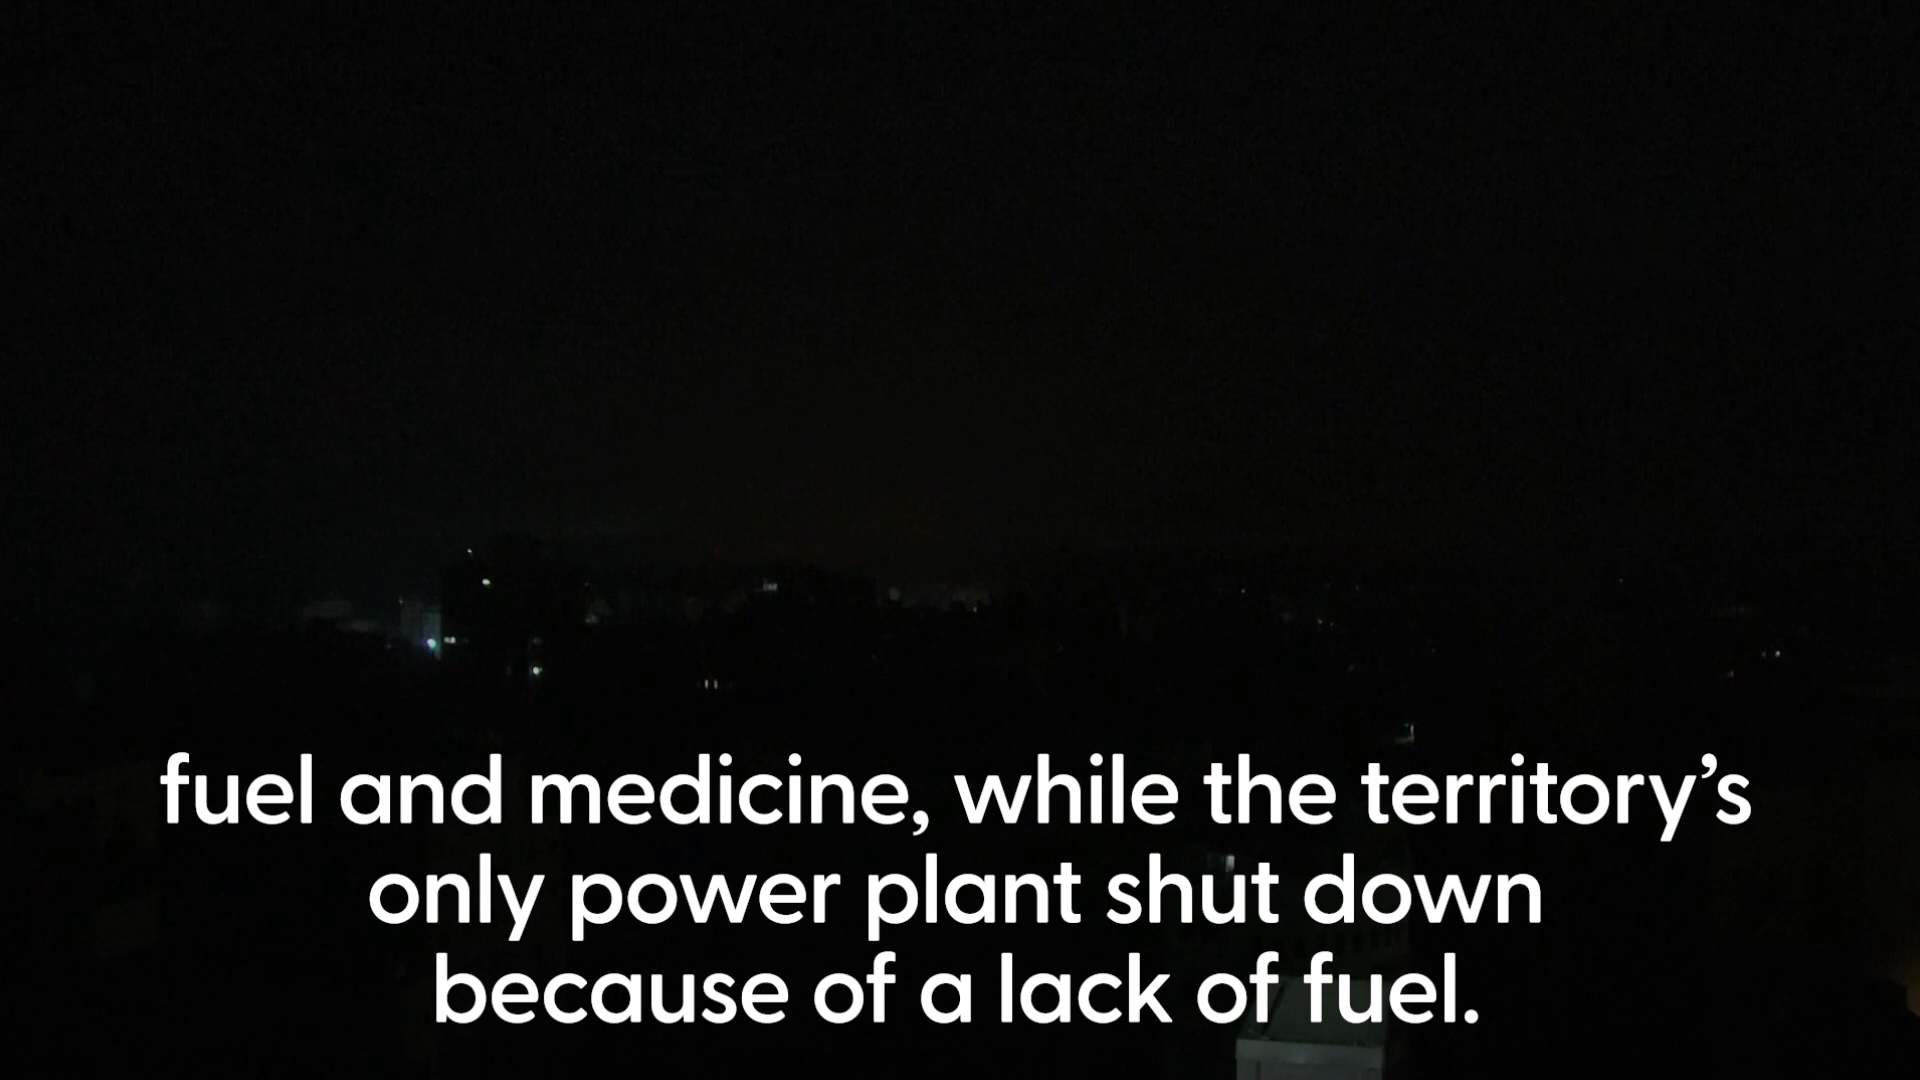 fuel and medicine, while the territory’s
only power plant shut down
because of a lack of fuel.